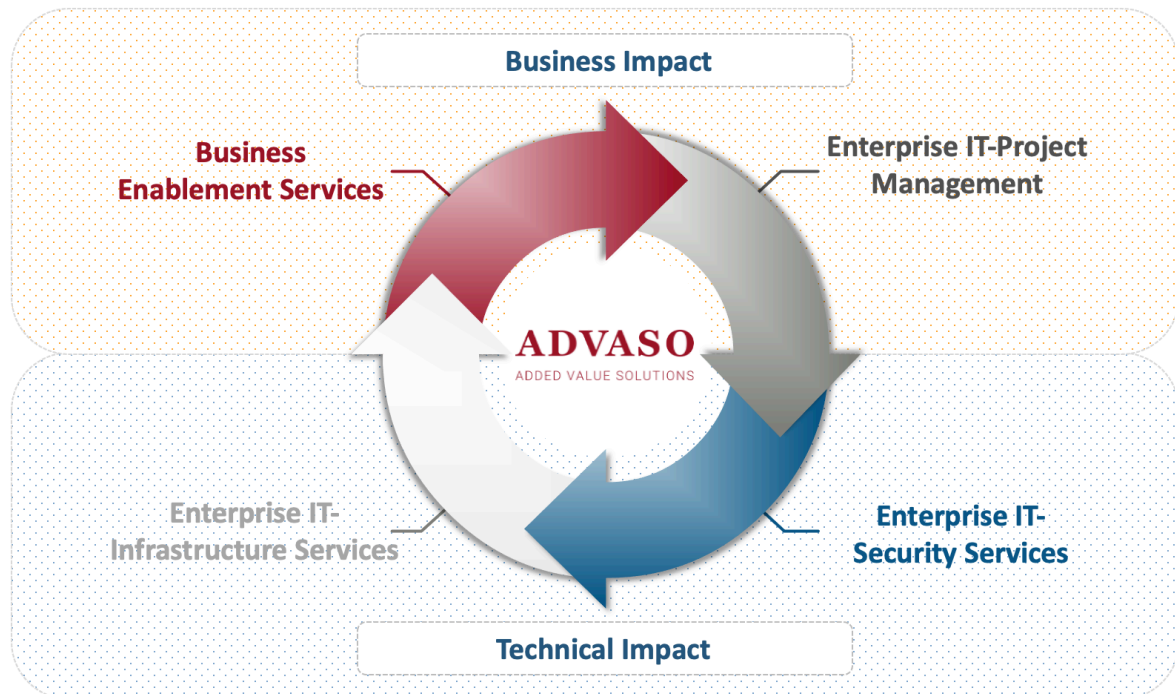 Business Impact
Business
Enablement Services
Enterprise IT-Project
Management
ADVASO
ADDED VALUE SOLUTIONS
Enterprise IT-
Infrastructure Services
Enterprise IT-
Security Services
Technical Impact